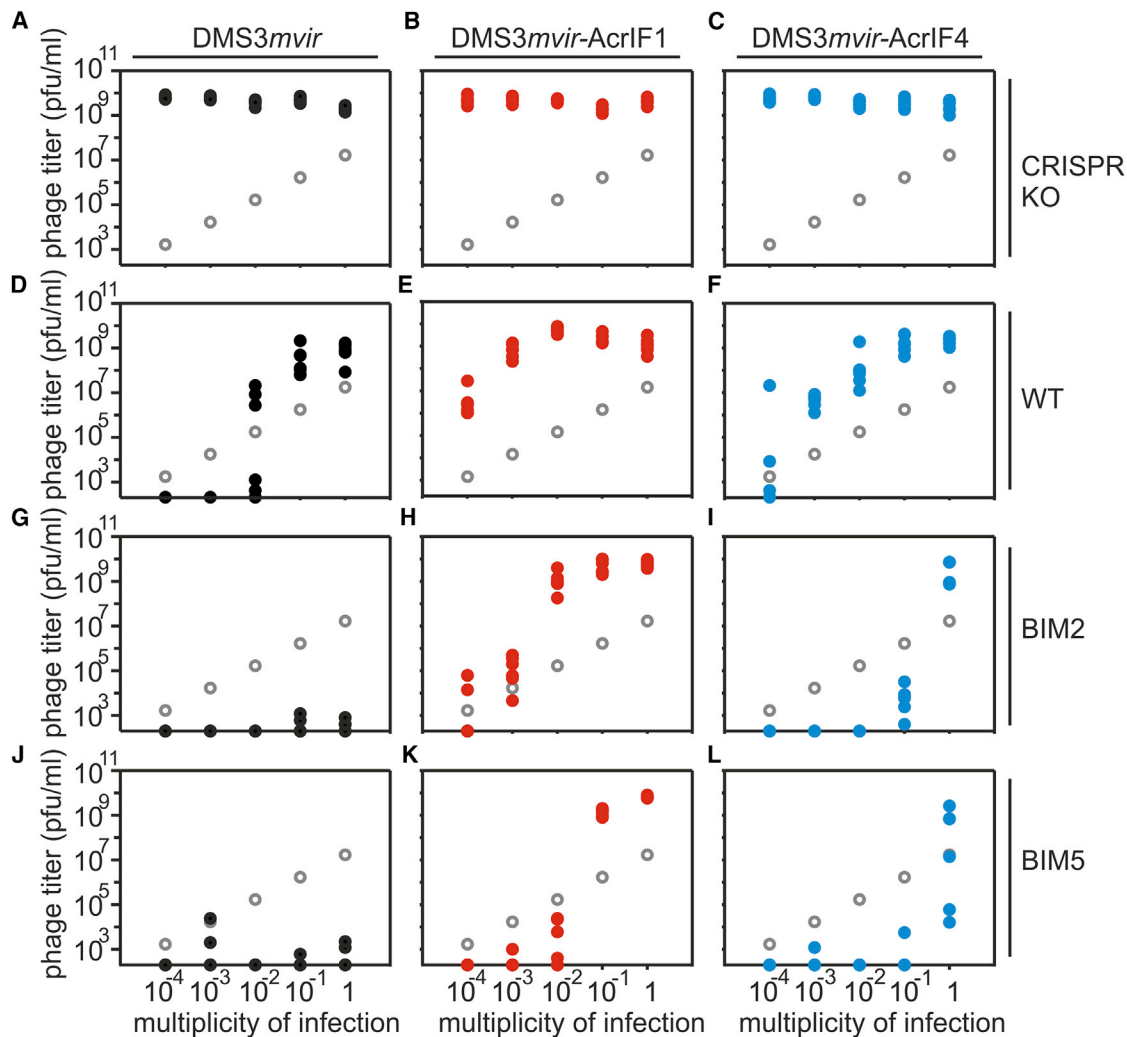 A
DMS3mvir
B
DMS3mvir-AcrIF1
C
DMS3mvir-AcrIF4
phage titer (pfu/ml)
10^11
10^9
10^7
10^5
10^3
CRISPR
KO
D
E
F
phage titer (pfu/ml)
10^11
10^9
10^7
10^5
10^3
WT
G
H
I
phage titer (pfu/ml)
10^11
10^9
10^7
10^5
10^3
BIM2
J
K
L
phage titer (pfu/ml)
10^11
10^9
10^7
10^5
10^3
BIM5
10^-4 10^-3 10^-2 10^-1 1
10^-4 10^-3 10^-2 10^-1 1
10^-4 10^-3 10^-2 10^-1 1
multiplicity of infection
multiplicity of infection
multiplicity of infection